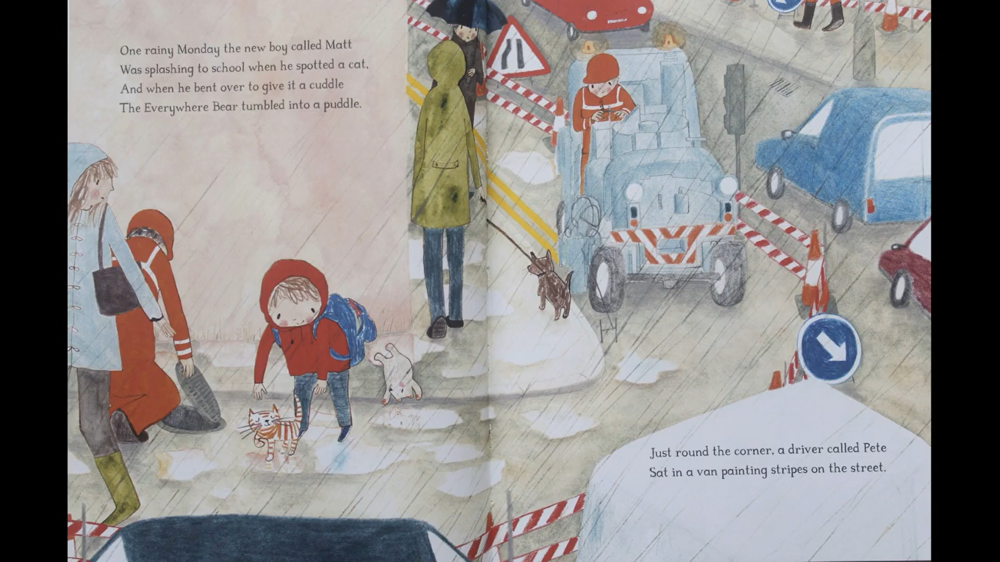 One rainy Monday the new boy called Matt
Was splashing to school when he spotted a cat,
And when he bent over to give it a cuddle
The Everywhere Bear tumbled into a puddle.
Just round the corner, a driver called Pete
Sat in a van painting stripes on the street.